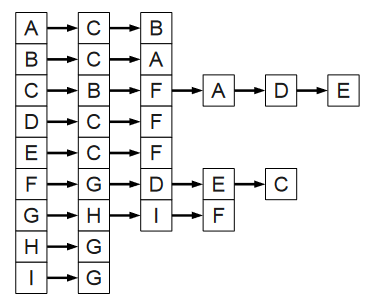 A C B
B C A
C B F A D E
D C F
E C F
F G D E C
G H I F
H G
I G